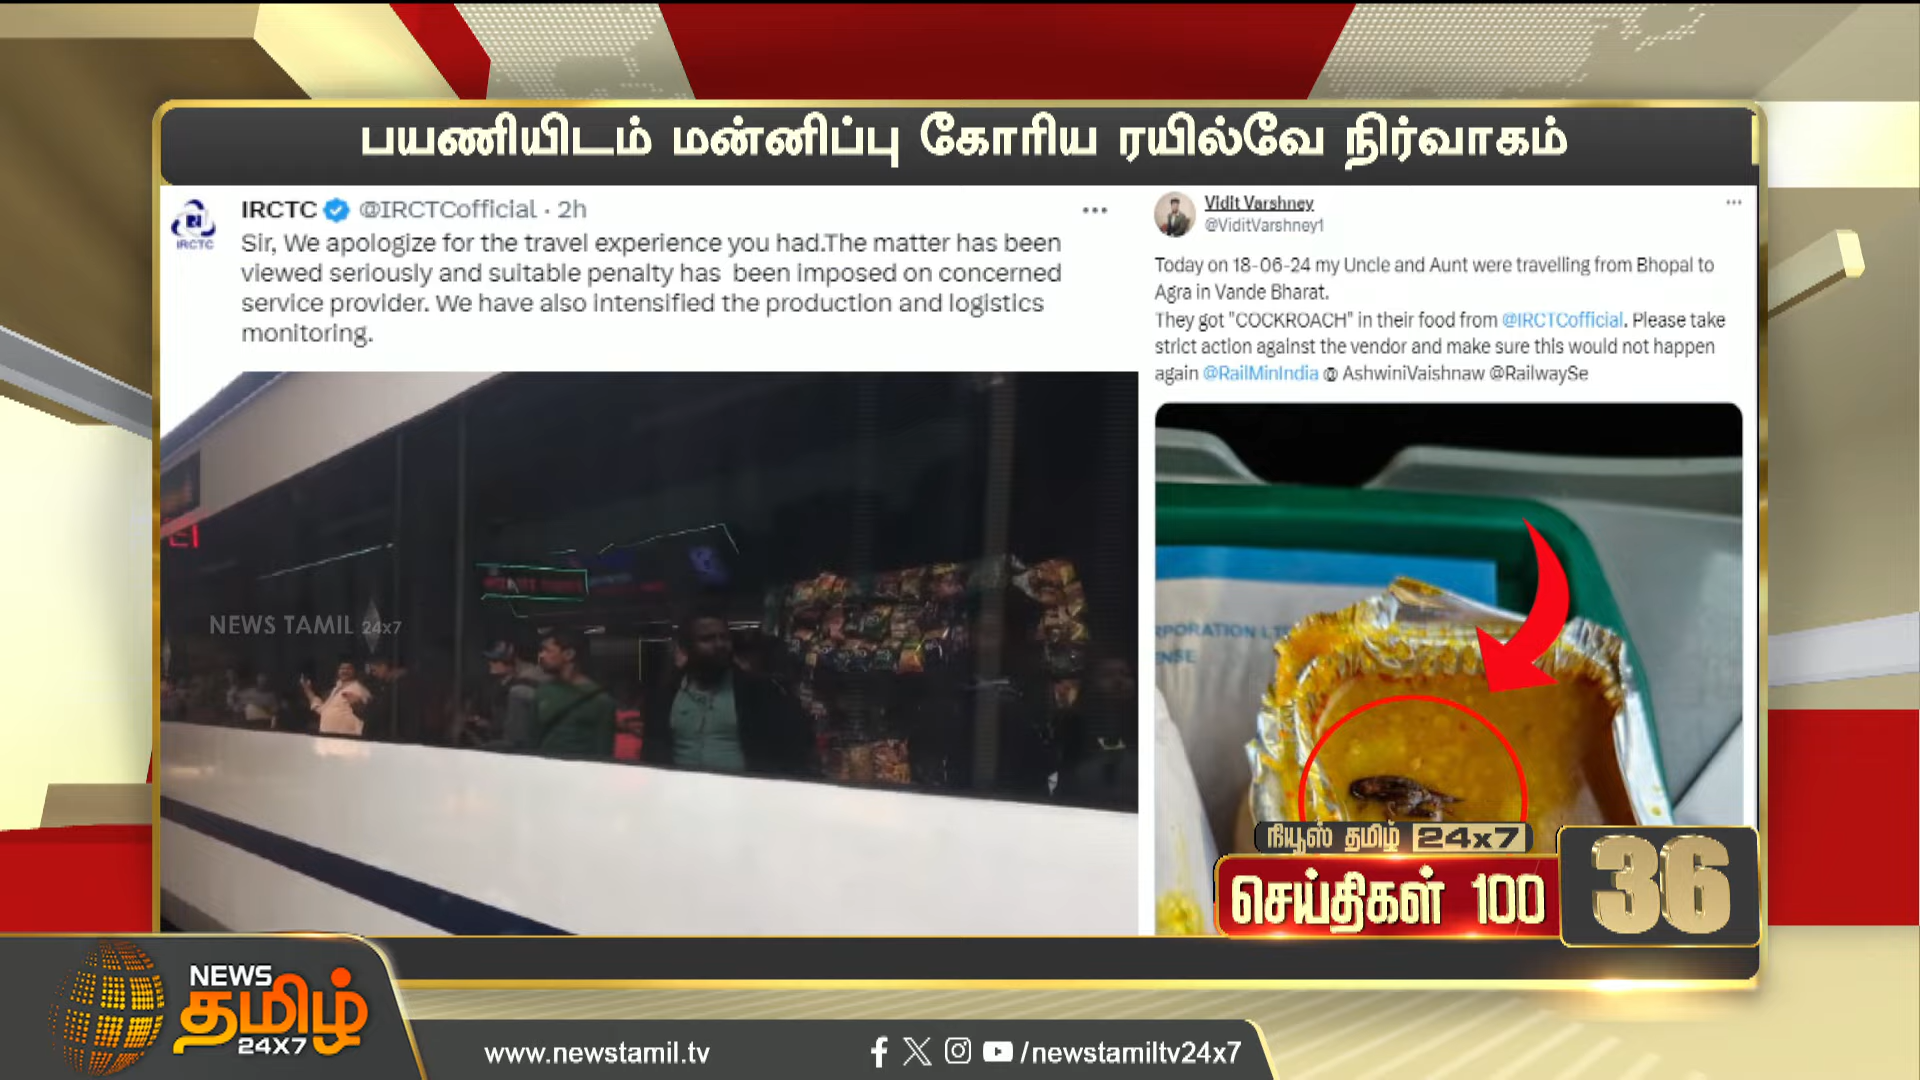 பயணியிடம் மன்னிப்பு கோரிய ரயில்வே நிர்வாகம்
IRCTC @IRCTCofficial · 2h
Sir, We apologize for the travel experience you had.The matter has been
viewed seriously and suitable penalty has been imposed on concerned
service provider. We have also intensified the production and logistics
monitoring.
IRCTC
Vidit Varshney
@ViditVarshney1
Today on 18-06-24 my Uncle and Aunt were travelling from Bhopal to
Agra in Vande Bharat.
They got "COCKROACH" in their food from @IRCTCofficial. Please take
strict action against the vendor and make sure this would not happen
again @RailMinIndia @ AshwiniVaishnaw @RailwaySe
NEWS TAMIL 24x7
PORATION LT
NSE
நியூஸ் தமிழ் 24x7
செய்திகள் 100
36
NEWS
தமிழ்
24X7
www.newstamil.tv
/newstamiltv24x7